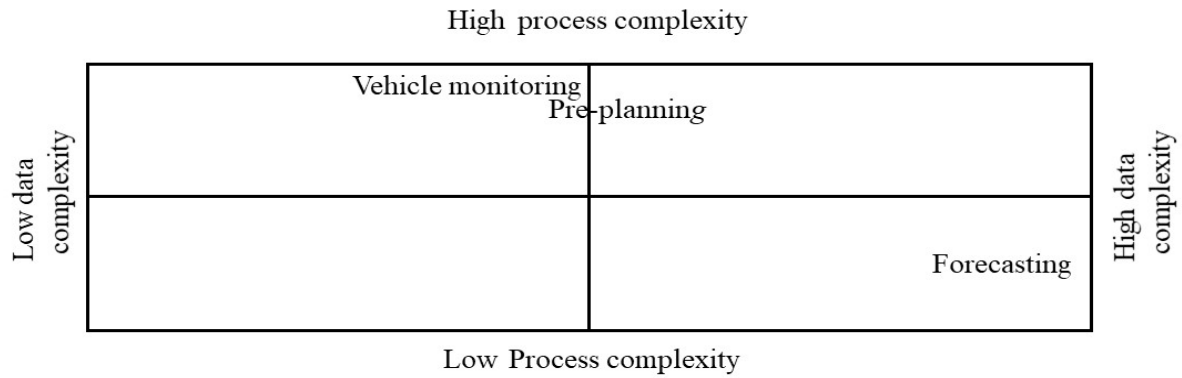 High process complexity
Vehicle monitoring
Pre-planning
Low data
complexity
High data
complexity
Forecasting
Low Process complexity